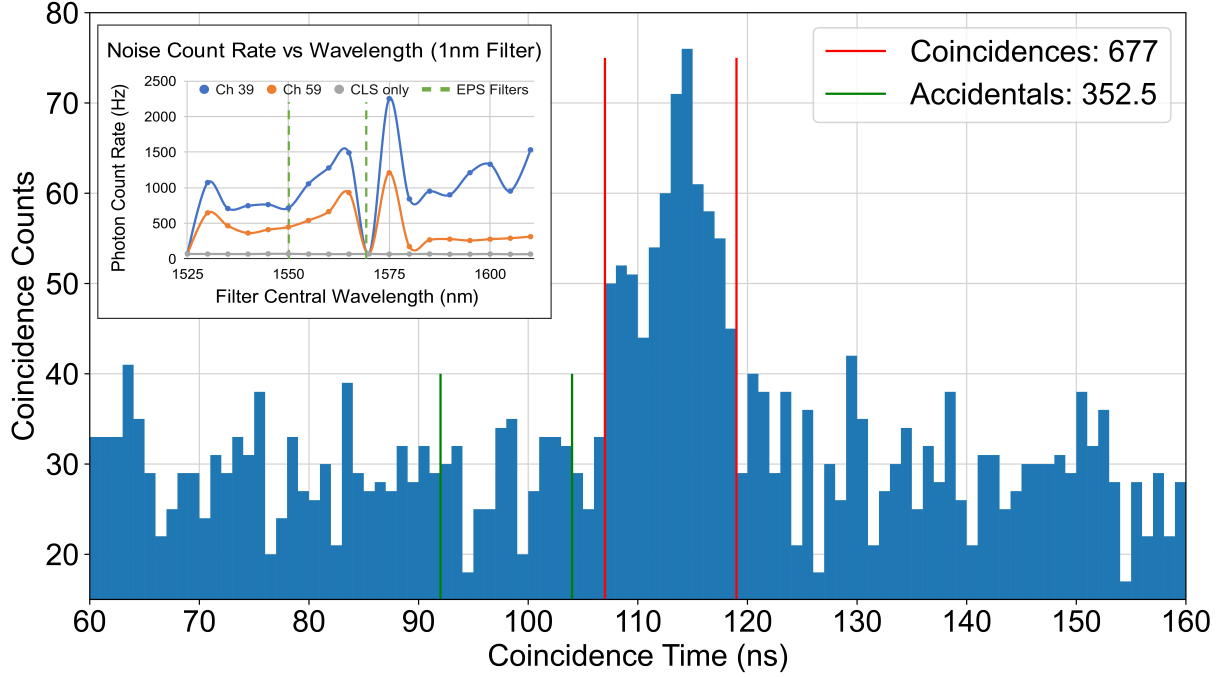 80
70
60
50
40
30
20
Coincidence Counts
Noise Count Rate vs Wavelength (1nm Filter)
Ch 39 Ch 59 CLS only EPS Filters
2500
2000
1500
1000
500
0
Photon Count Rate (Hz)
1525 1550 1575 1600
Filter Central Wavelength (nm)
Coincidences: 677
Accidentals: 352.5
60 70 80 90 100 110 120 130 140 150 160
Coincidence Time (ns)